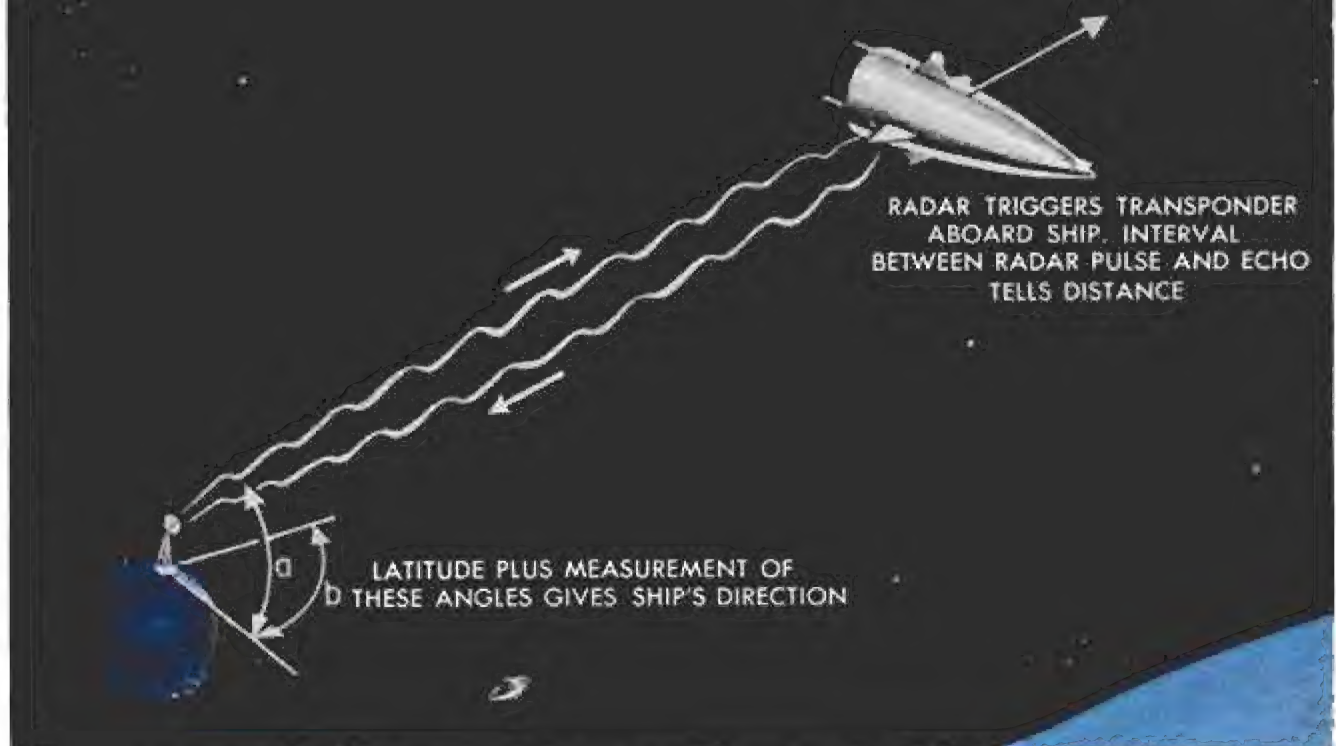 RADAR TRIGGERS TRANSPONDER
ABOARD SHIP. INTERVAL
BETWEEN RADAR PULSE AND ECHO
TELLS DISTANCE
a
b
LATITUDE PLUS MEASUREMENT OF
THESE ANGLES GIVES SHIP'S DIRECTION